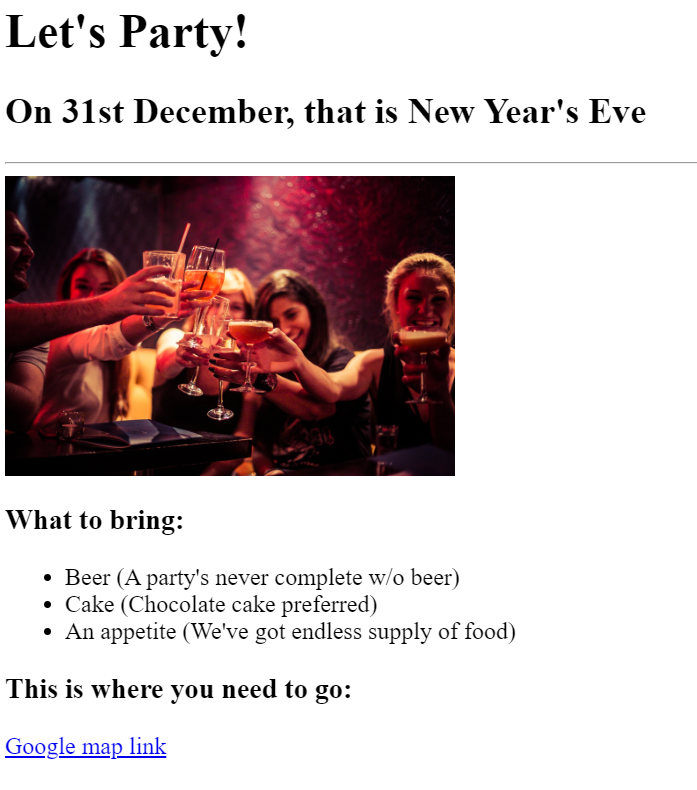 Let's Party!
On 31st December, that is New Year's Eve
What to bring:
Beer (A party's never complete w/o beer)
Cake (Chocolate cake preferred)
An appetite (We've got endless supply of food)
This is where you need to go:
Google map link